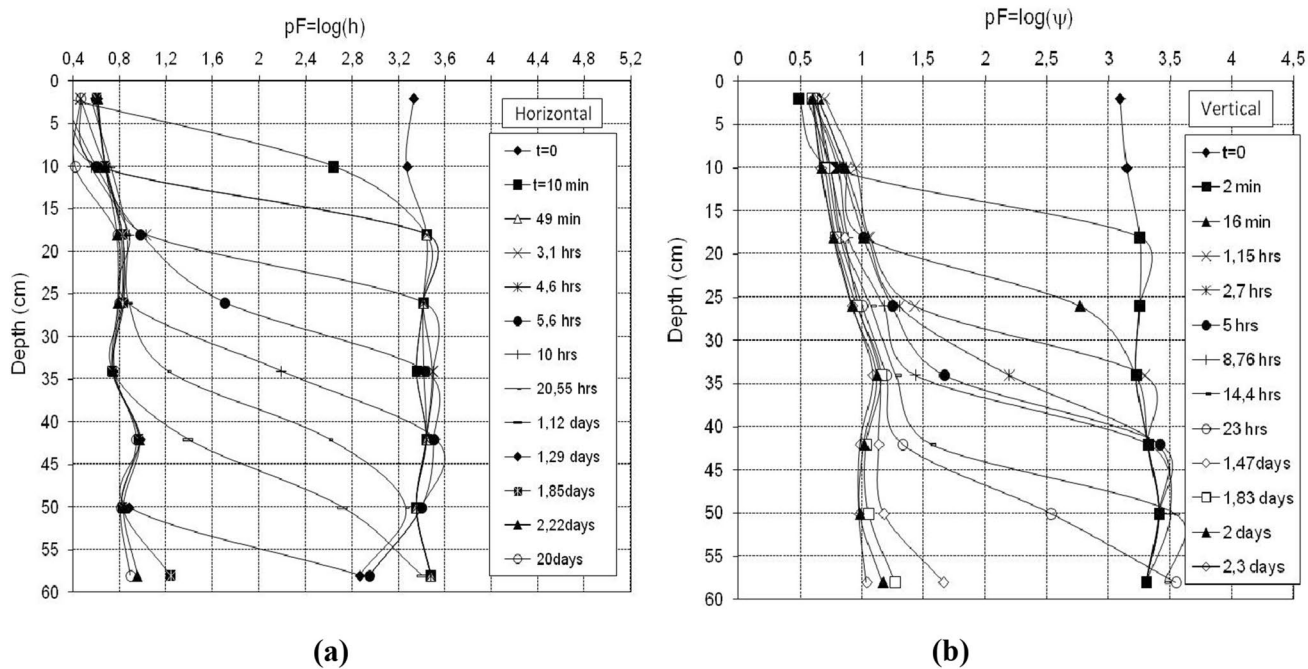 pF=log(h)
0,4 0,8 1,2 1,6 2 2,4 2,8 3,2 3,6 4 4,4 4,8 5,2
0
5
10
15
20
25
30
35
40
45
50
55
60
Depth (cm)
Horizontal
t=0
t=10 min
49 min
3,1 hrs
4,6 hrs
5,6 hrs
10 hrs
20,55 hrs
1,12 days
1,29 days
1,85days
2,22days
20days
(a)
pF=log(ψ)
0 0,5 1 1,5 2 2,5 3 3,5 4 4,5
0
5
10
15
20
25
30
35
40
45
50
55
60
Depth (cm)
Vertical
t=0
2 min
16 min
1,15 hrs
2,7 hrs
5 hrs
8,76 hrs
14,4 hrs
23 hrs
1,47days
1,83 days
2 days
2,3 days
(b)